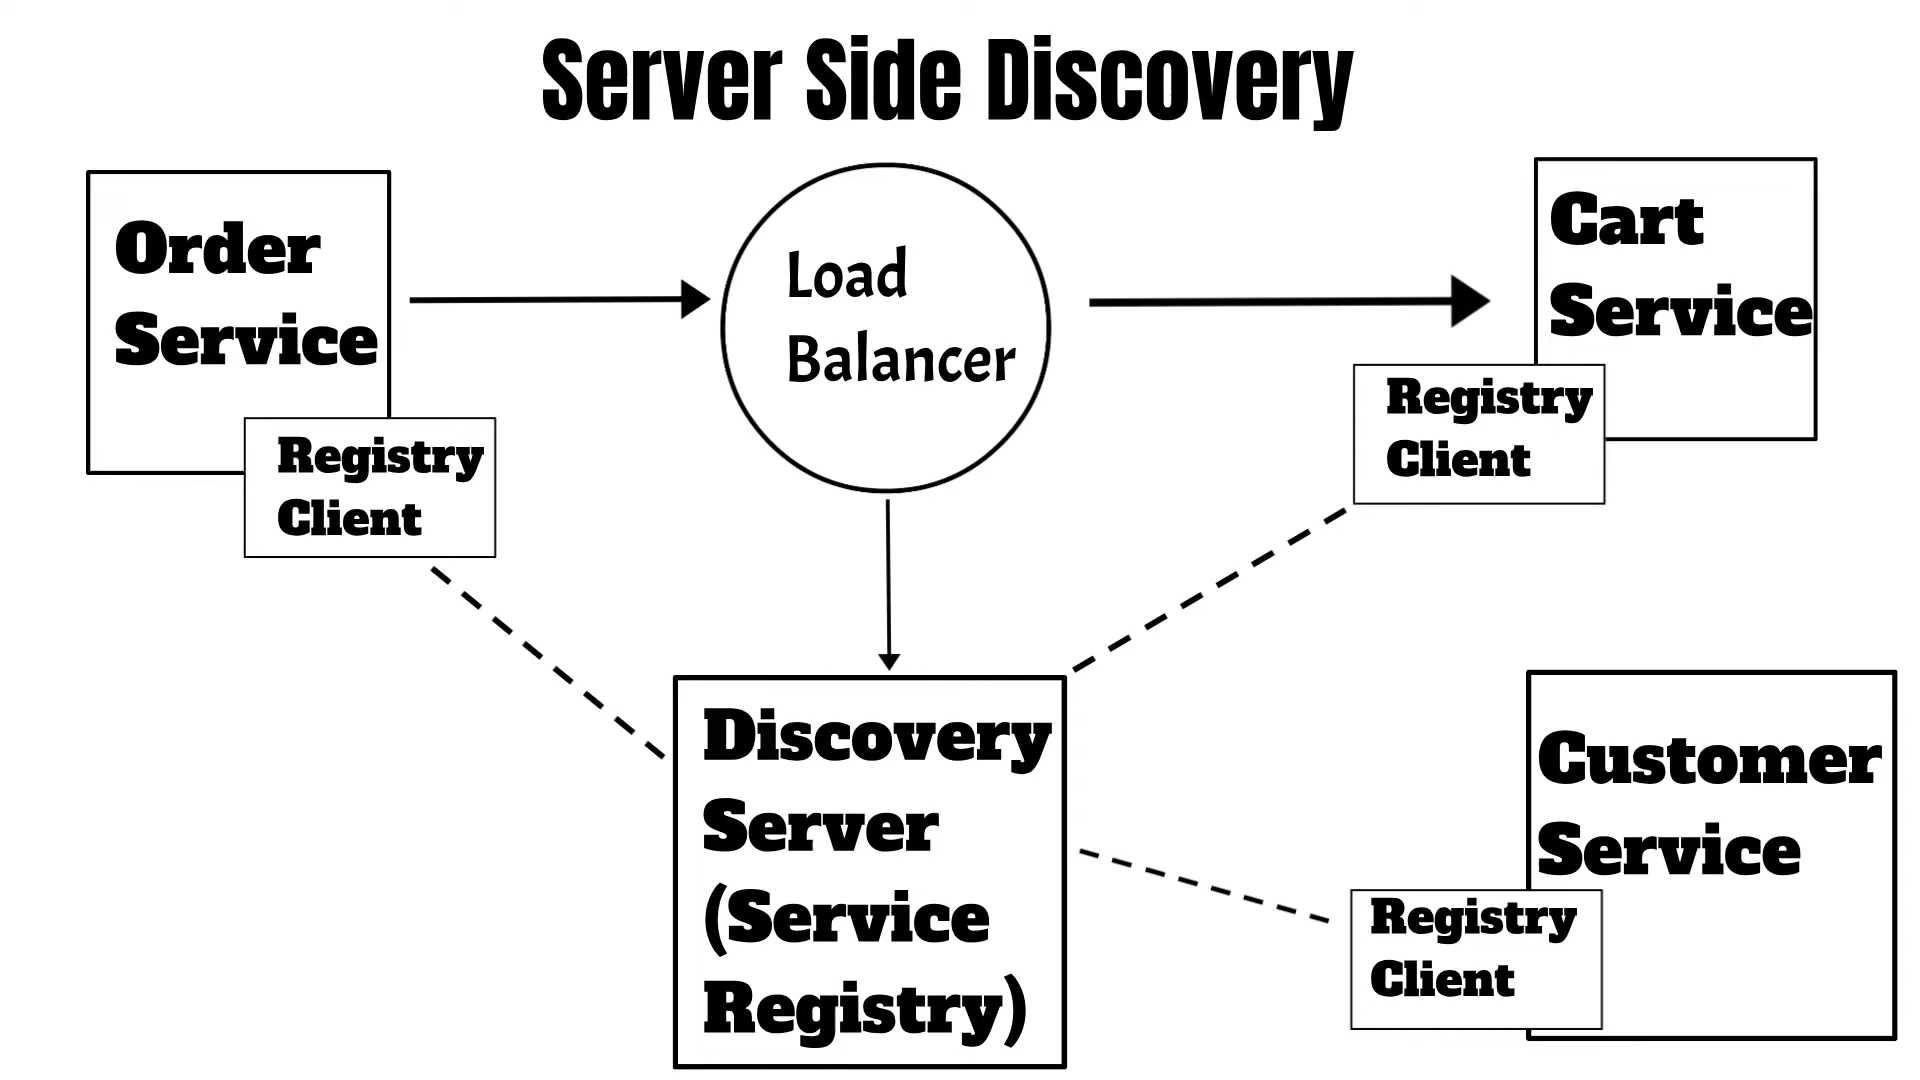 Server Side Discovery
Order
Service
Registry
Client
Load
Balancer
Cart
Service
Registry
Client
Discovery
Server
(Service
Registry)
Customer
Service
Registry
Client